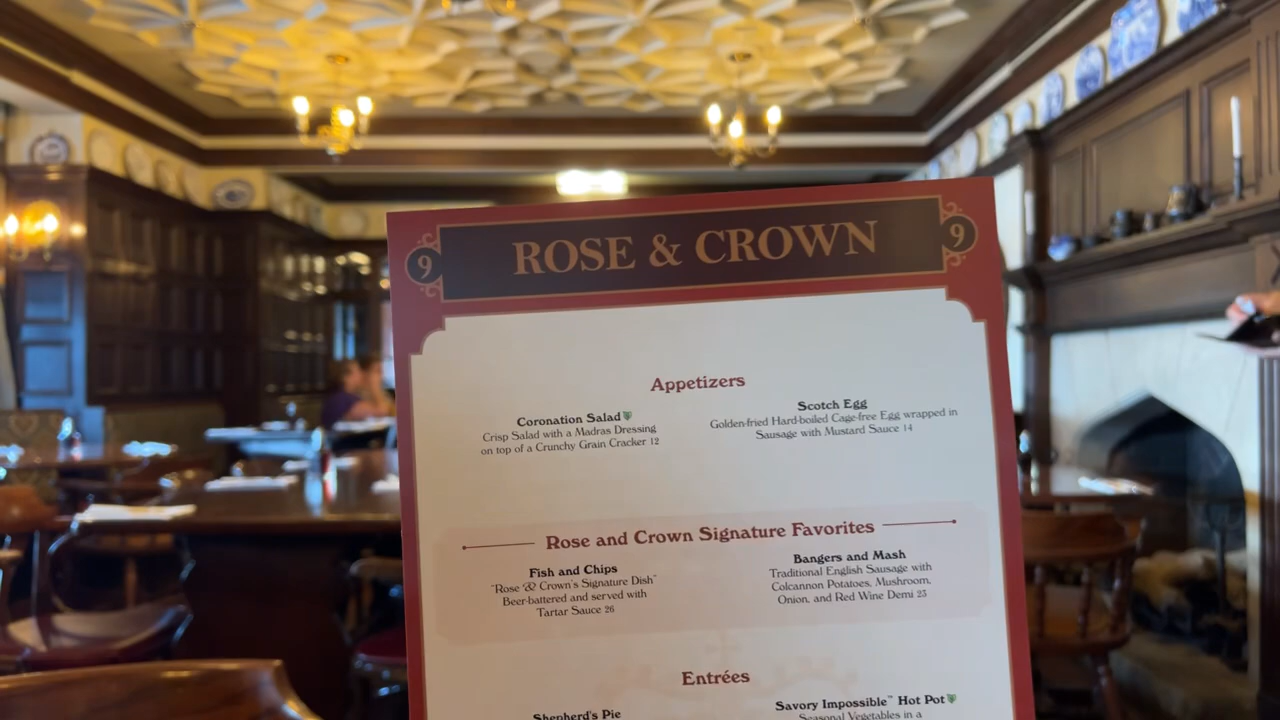 9
ROSE & CROWN
9
Appetizers
Coronation Salad
Crisp Salad with a Madras Dressing
on top of a Crunchy Grain Cracker 12
Scotch Egg
Golden-fried Hard-boiled Cage-free Egg wrapped in
Sausage with Mustard Sauce 14
Rose and Crown Signature Favorites
Fish and Chips
"Rose & Crown's Signature Dish"
Beer-battered and served with
Tartar Sauce 26
Bangers and Mash
Traditional English Sausage with
Colcannon Potatoes, Mushroom,
Onion, and Red Wine Demi 23
Entrées
Shepherd's Pie
Savory Impossible™ Hot Pot
Seasonal Vegetables in a